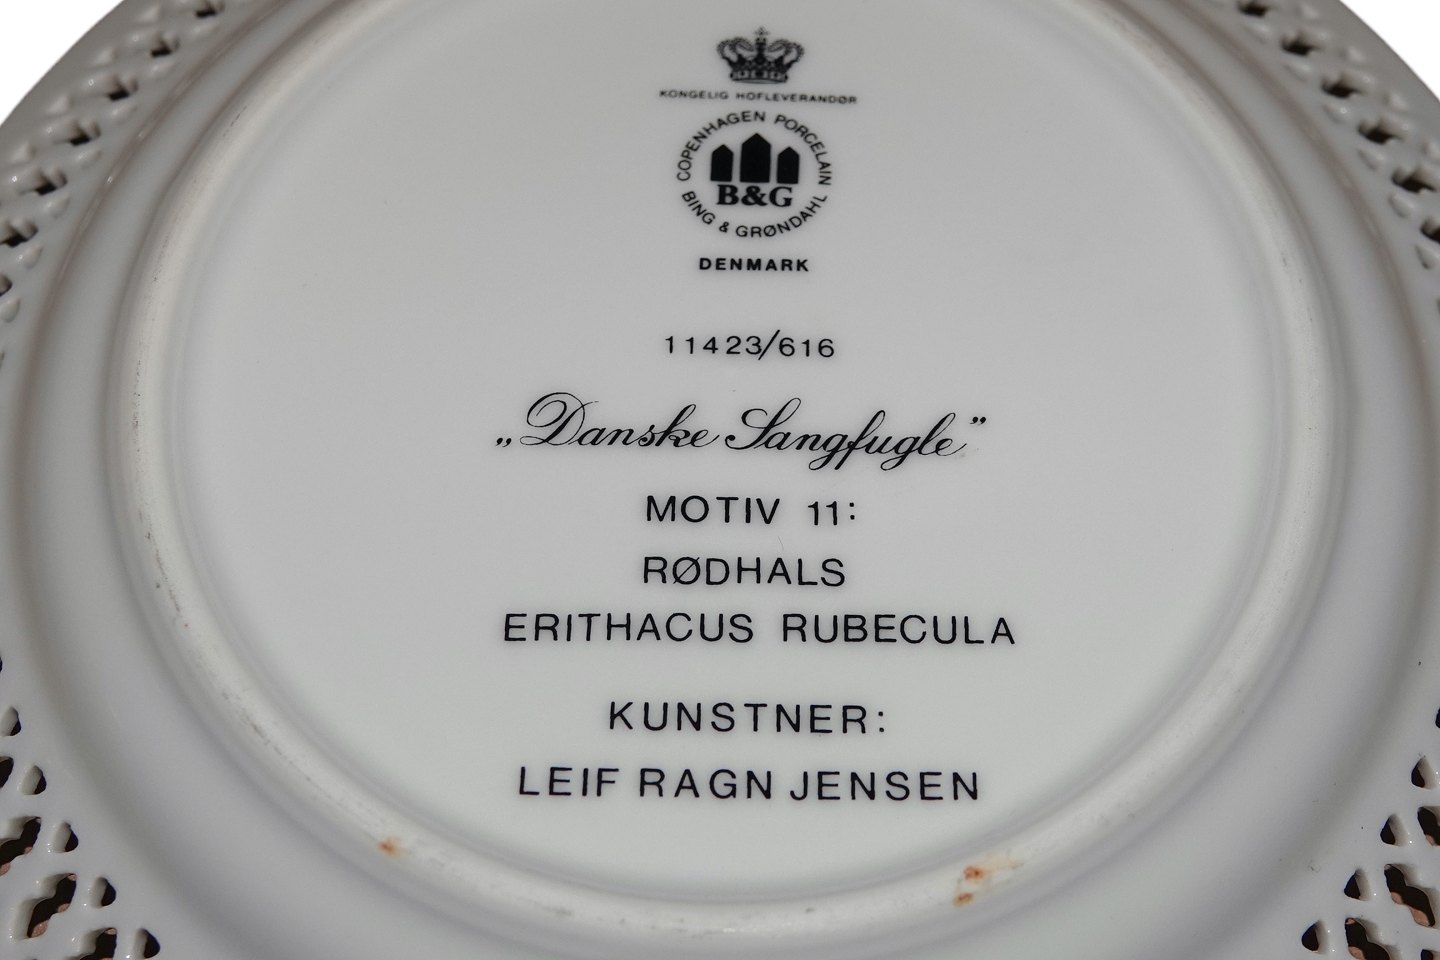 KONGELIG HOFLEVERANDØR
COPENHAGEN PORCELAIN
B&G
BING & GRØNDAHL
DENMARK
11423/616
„Danske Sangfugle”
MOTIV 11:
RØDHALS
ERITHACUS RUBECULA
KUNSTNER:
LEIF RAGN JENSEN